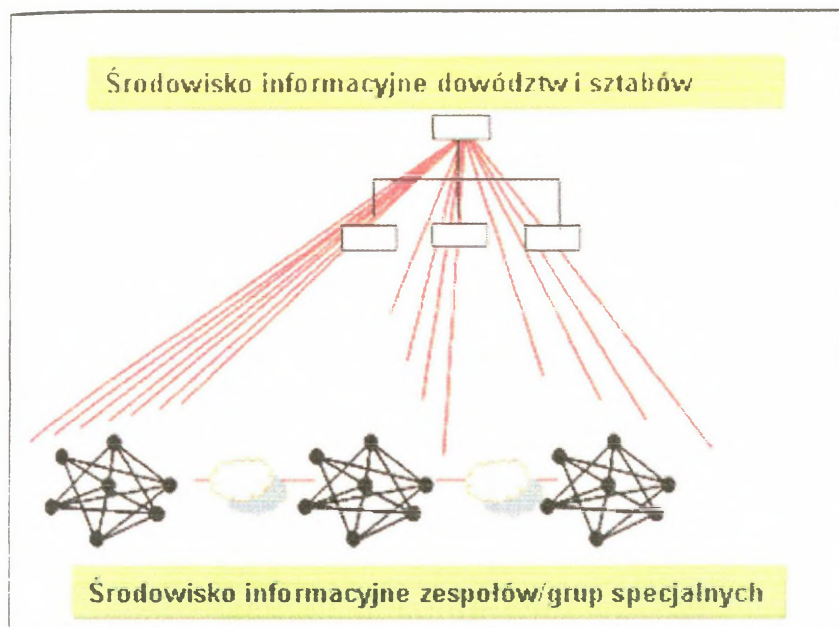 Środowisko informacyjne dowództw i sztabów
Środowisko informacyjne zespołów/grup specjalnych